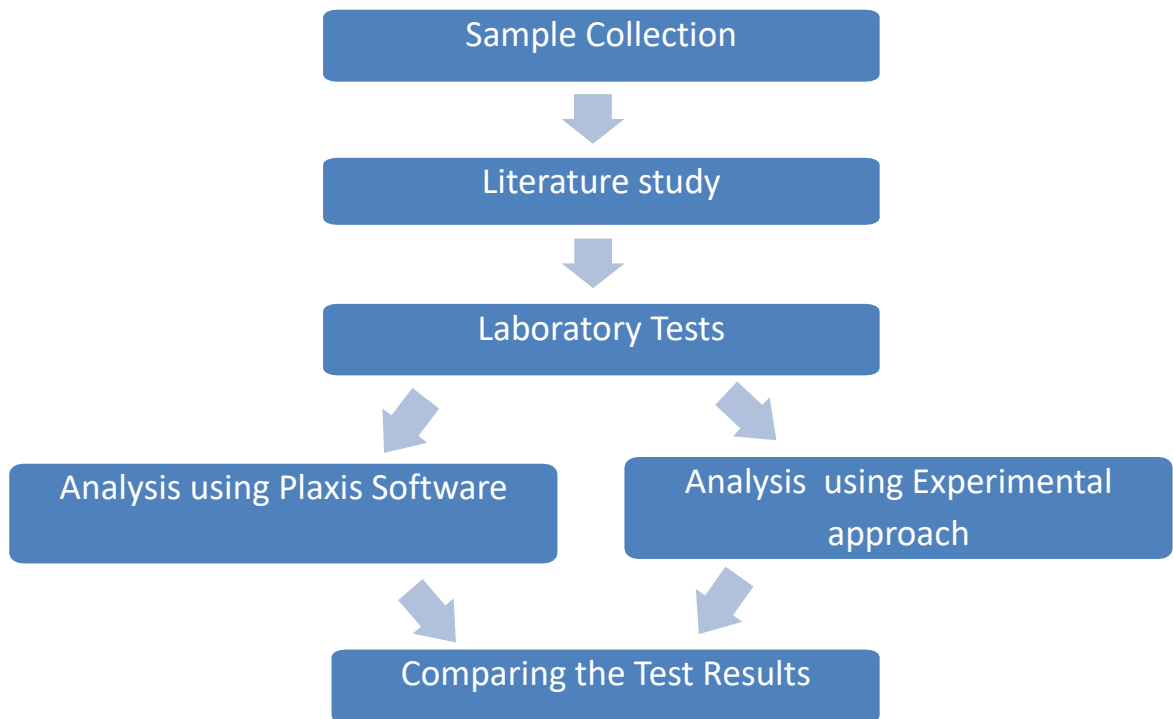 Sample Collection
Literature study
Laboratory Tests
Analysis using Plaxis Software
Analysis using Experimental
approach
Comparing the Test Results